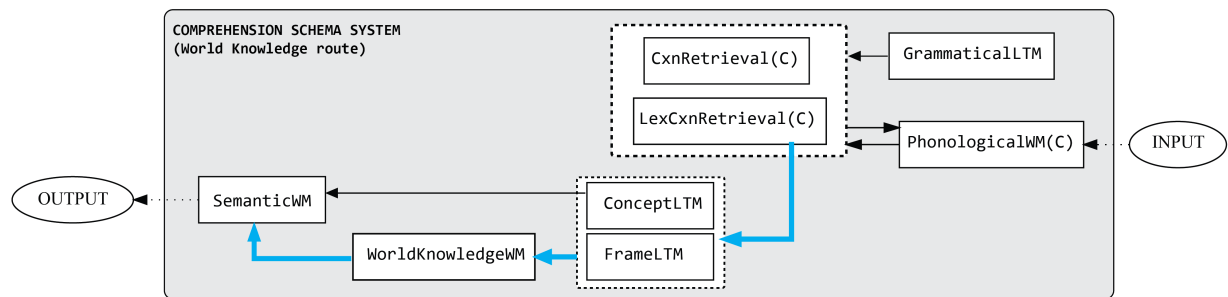 COMPREHENSION SCHEMA SYSTEM
(World Knowledge route)
CxnRetrieval(C)
GrammaticalLTM
LexCxnRetrieval(C)
PhonologicalWM(C)
INPUT
OUTPUT
SemanticWM
ConceptLTM
WorldKnowledgeWM
FrameLTM